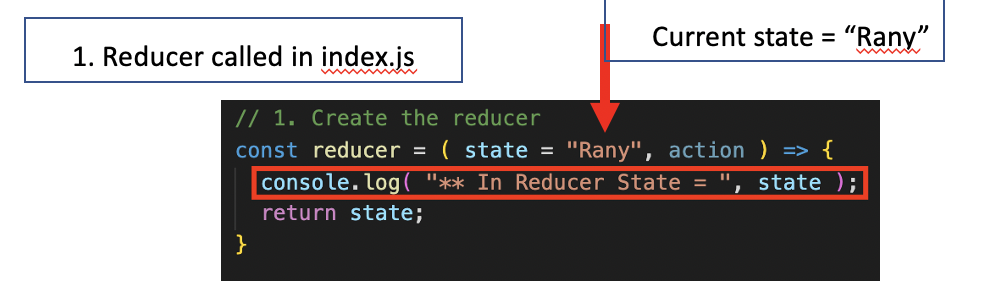 1. Reducer called in index.js
Current state = “Rany”
// 1. Create the reducer
const reducer = ( state = "Rany", action ) => {
console.log( "** In Reducer State = ", state );
return state;
}